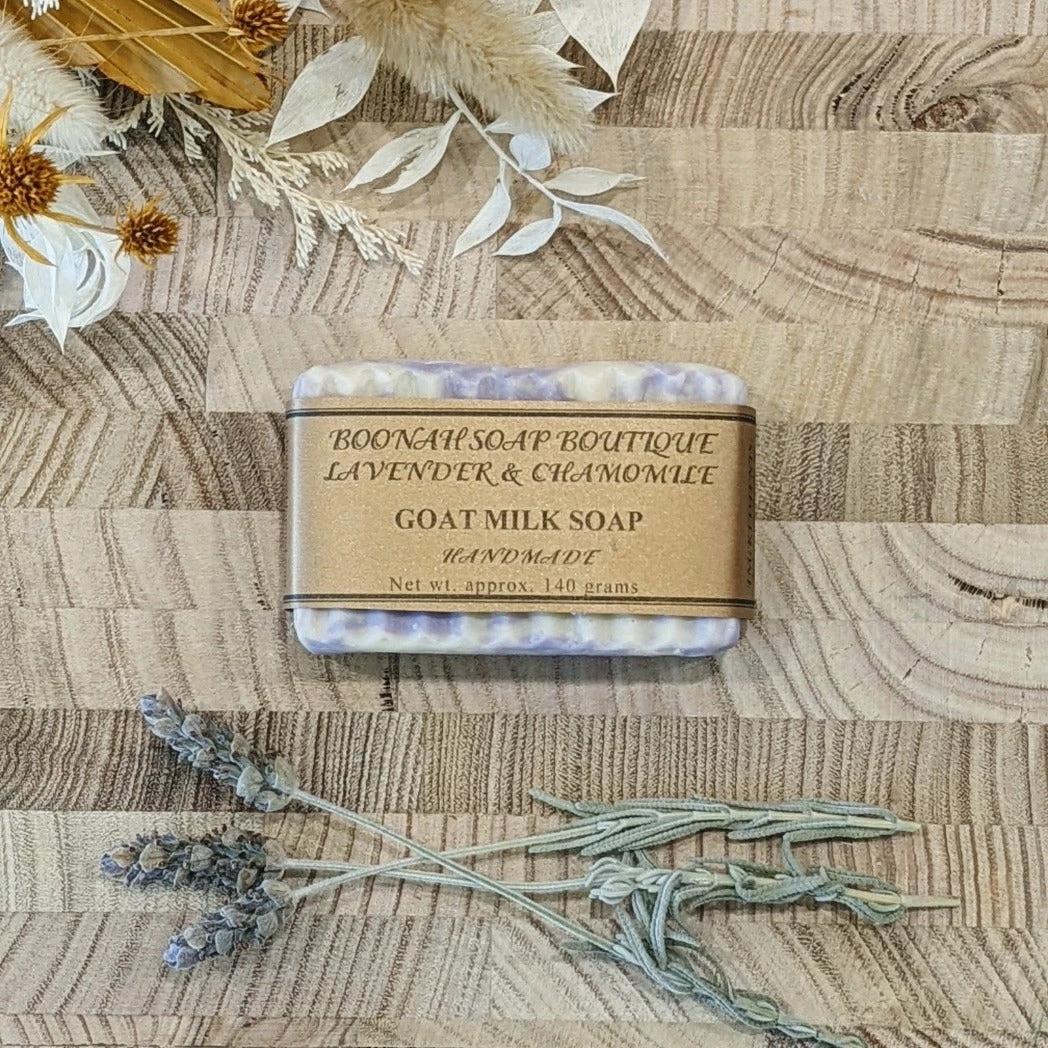 BOONAH SOAP BOUTIQUE
LAVENDER & CHAMOMILE
GOAT MILK SOAP
HANDMADE
Net wt. approx. 140 grams